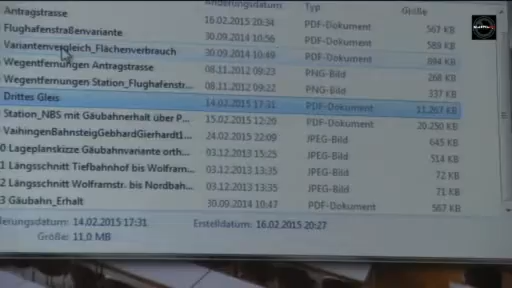 Änderungsdatum Typ Größe
Antragstrasse 16.02.2015 20:34 PDF-Dokument 567 KB
Flughafenstraßenvariante 30.09.2014 10:56 PDF-Dokument 589 KB
Variantenvergleich_Flächenverbrauch 30.09.2014 10:49 PDF-Dokument 894 KB
Wegentfernungen Antragstrasse 08.11.2012 09:23 PNG-Bild 268 KB
Wegentfernungen Station_Flughafenstr... 08.11.2012 09:22 PNG-Bild 337 KB
Drittes Gleis 14.02.2015 17:31 PDF-Dokument 11.267 KB
Station_NBS mit Gäubahnerhalt über P... 15.02.2015 12:29 PDF-Dokument 20.250 KB
VaihingenBahnsteigGebhardGierhardt1... 24.02.2015 22:09 JPEG-Bild 645 KB
0 Lageplanskizze Gäubahnvariante orth... 03.12.2013 15:25 JPEG-Bild 514 KB
1 Längsschnitt Tiefbahnhof bis Wolfram... 03.12.2013 13:35 JPEG-Bild 72 KB
2 Längsschnitt Wolframstr. bis Nordbah... 03.12.2013 13:35 JPEG-Bild 71 KB
3 Gäubahn_Erhalt 30.09.2014 10:47 PDF-Dokument 567 KB
derungsdatum: 14.02.2015 17:31 Erstelldatum: 16.02.2015 20:27
Größe: 11,0 MB